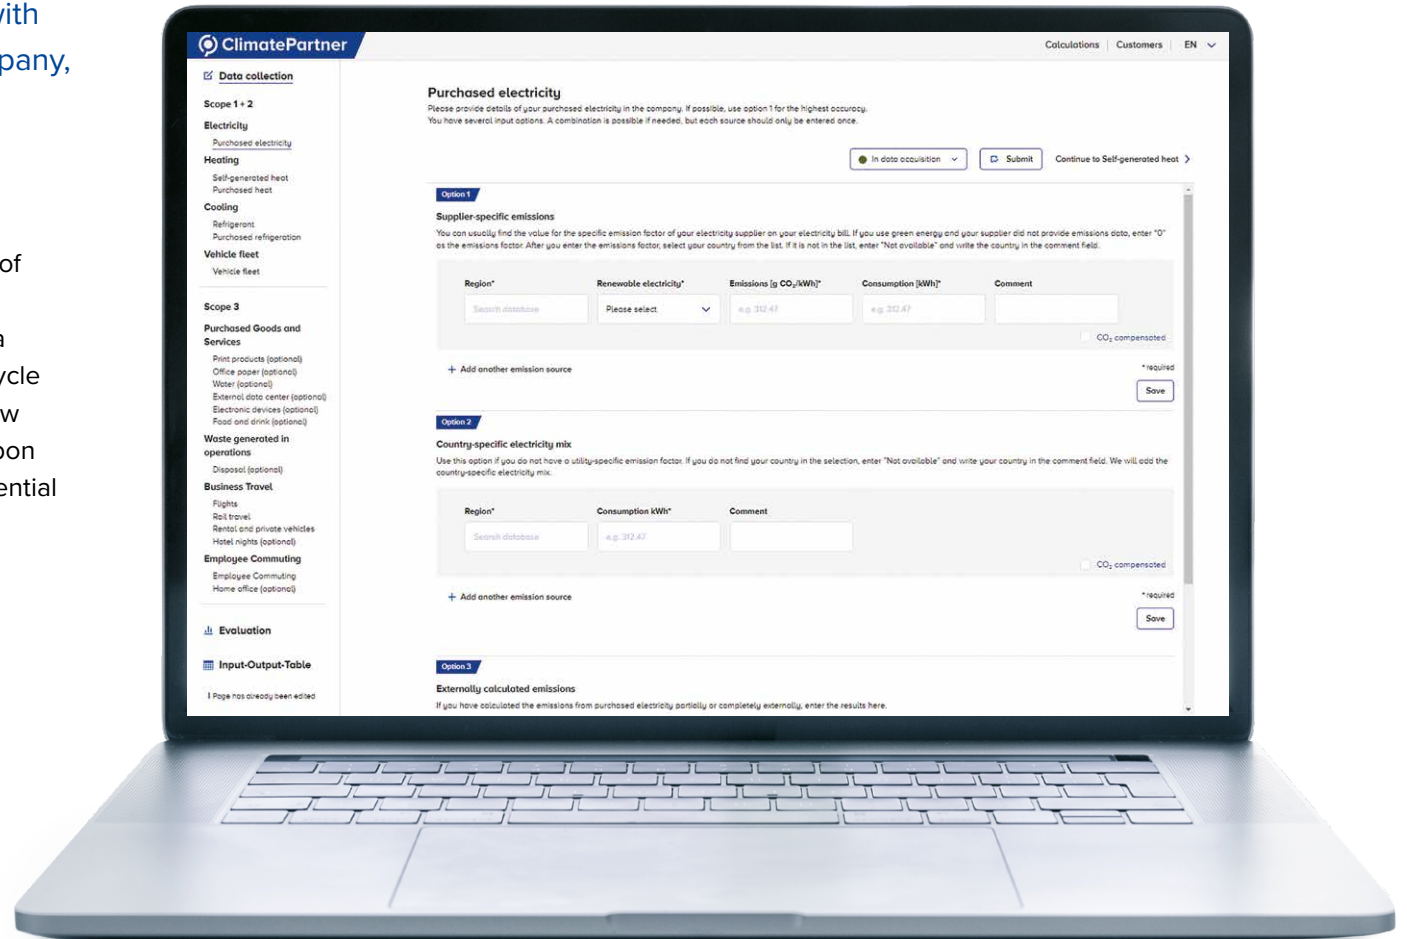 with
pany,
of
a
ycle
w
oon
ential
ClimatePartner
Calculations | Customers | EN
Data collection
Scope 1 + 2
Electricity
Purchased electricity
Heating
Self-generated heat
Purchased heat
Cooling
Refrigerant
Purchased refrigeration
Vehicle fleet
Vehicle fleet
Scope 3
Purchased Goods and
Services
Print products (optional)
Office paper (optional)
Water (optional)
External data center (optional)
Electronic devices (optional)
Food and drink (optional)
Waste generated in
operations
Disposal (optional)
Business Travel
Flights
Rail travel
Rental and private vehicles
Hotel nights (optional)
Employee Commuting
Employee Commuting
Home office (optional)
Evaluation
Input-Output-Table
Page has already been edited
Purchased electricity
Please provide details of your purchased electricity in the company. If possible, use option 1 for the highest accuracy.
You have several input options. A combination is possible if needed, but each source should only be entered once.
In data acquisition
Submit
Continue to Self-generated heat
Option 1
Supplier-specific emissions
You can usually find the value for the specific emission factor of your electricity supplier on your electricity bill. If you use green energy and your supplier did not provide emissions data, enter "0"
as the emissions factor. After you enter the emissions factor, select your country from the list. If it is not in the list, enter "Not available" and write the country in the comment field.
Region* Renewable electricity* Emissions [g CO₂/kWh]* Consumption [kWh]* Comment
Search database Please select e.g. 312.47 e.g. 312.47
CO₂ compensated
+ Add another emission source
* required
Save
Option 2
Country-specific electricity mix
Use this option if you do not have a utility-specific emission factor. If you do not find your country in the selection, enter "Not available" and write your country in the comment field. We will add the
country-specific electricity mix.
Region* Consumption kWh* Comment
Search database e.g. 312.47
CO₂ compensated
+ Add another emission source
* required
Save
Option 3
Externally calculated emissions
If you have calculated the emissions from purchased electricity partially or completely externally, enter the results here.